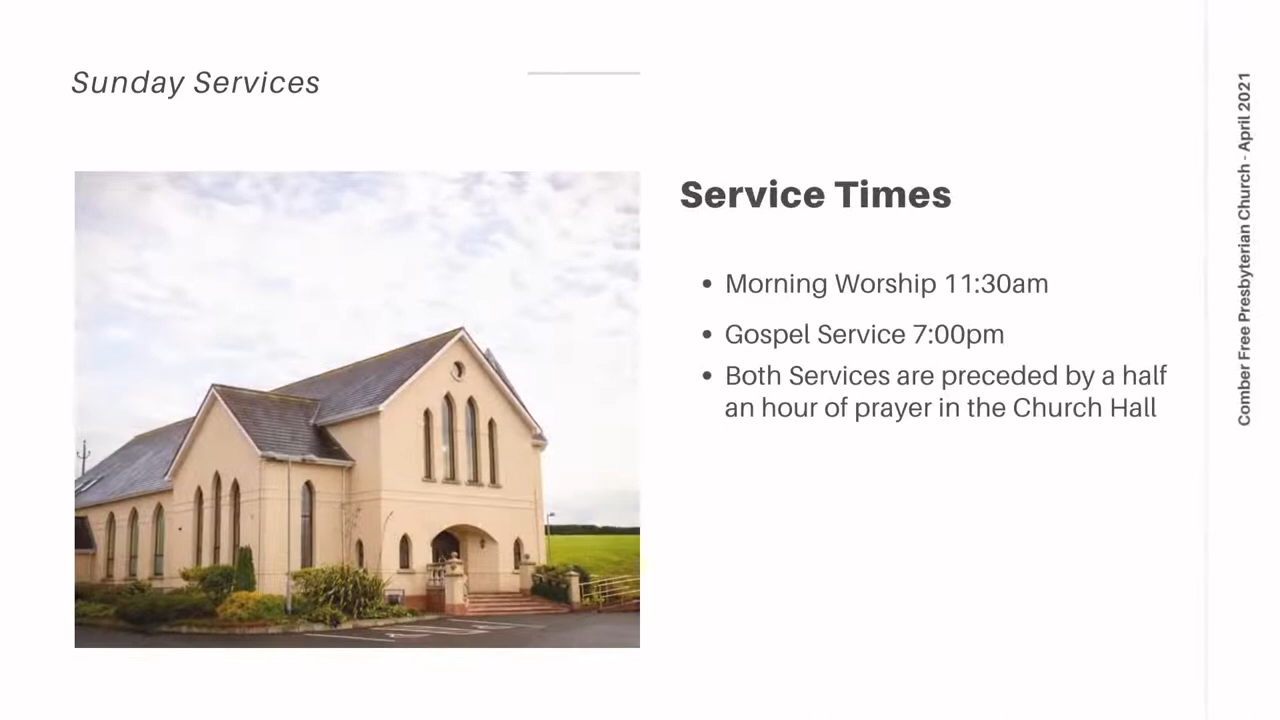 Sunday Services
Service Times
• Morning Worship 11:30am
• Gospel Service 7:00pm
• Both Services are preceded by a half
an hour of prayer in the Church Hall
Comber Free Presbyterian Church - April 2021